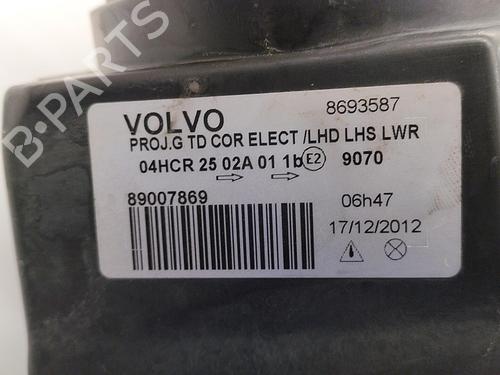 B-PARTS
VOLVO 8693587
PROJ.G TD COR ELECT /LHD LHS LWR
04HCR 25 02A 01 1b E2 9070
89007869 06h47
17/12/2012